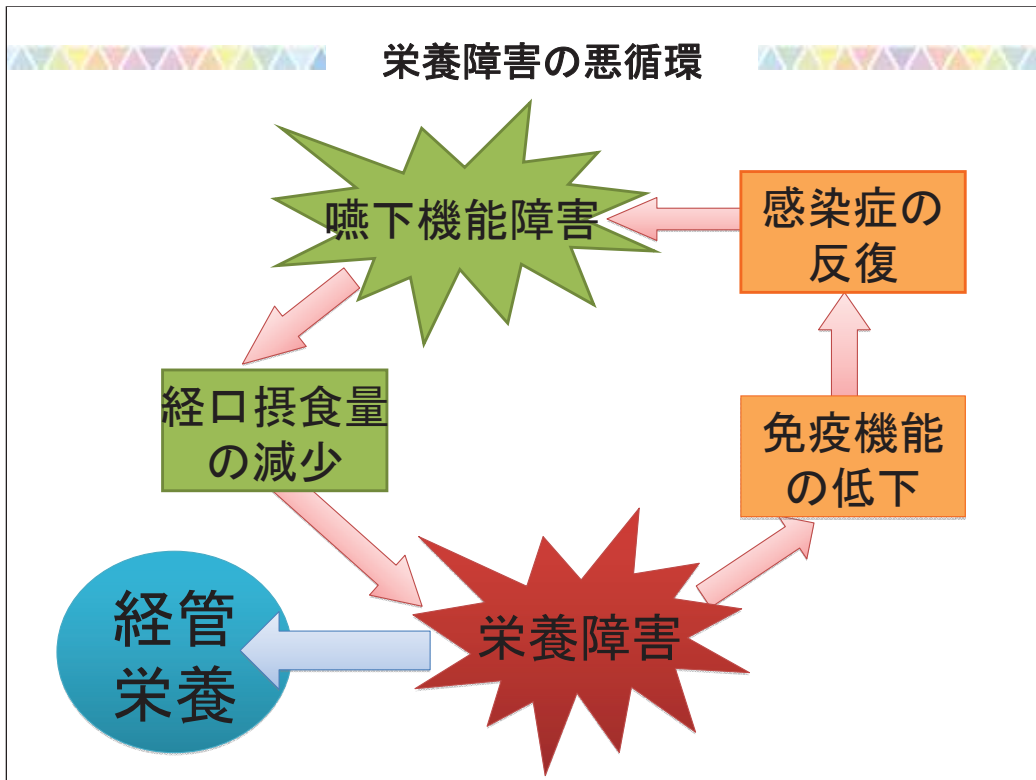 栄養障害の悪循環
嚥下機能障害
感染症の
反復
経口摂食量
の減少
免疫機能
の低下
栄養障害
経管
栄養